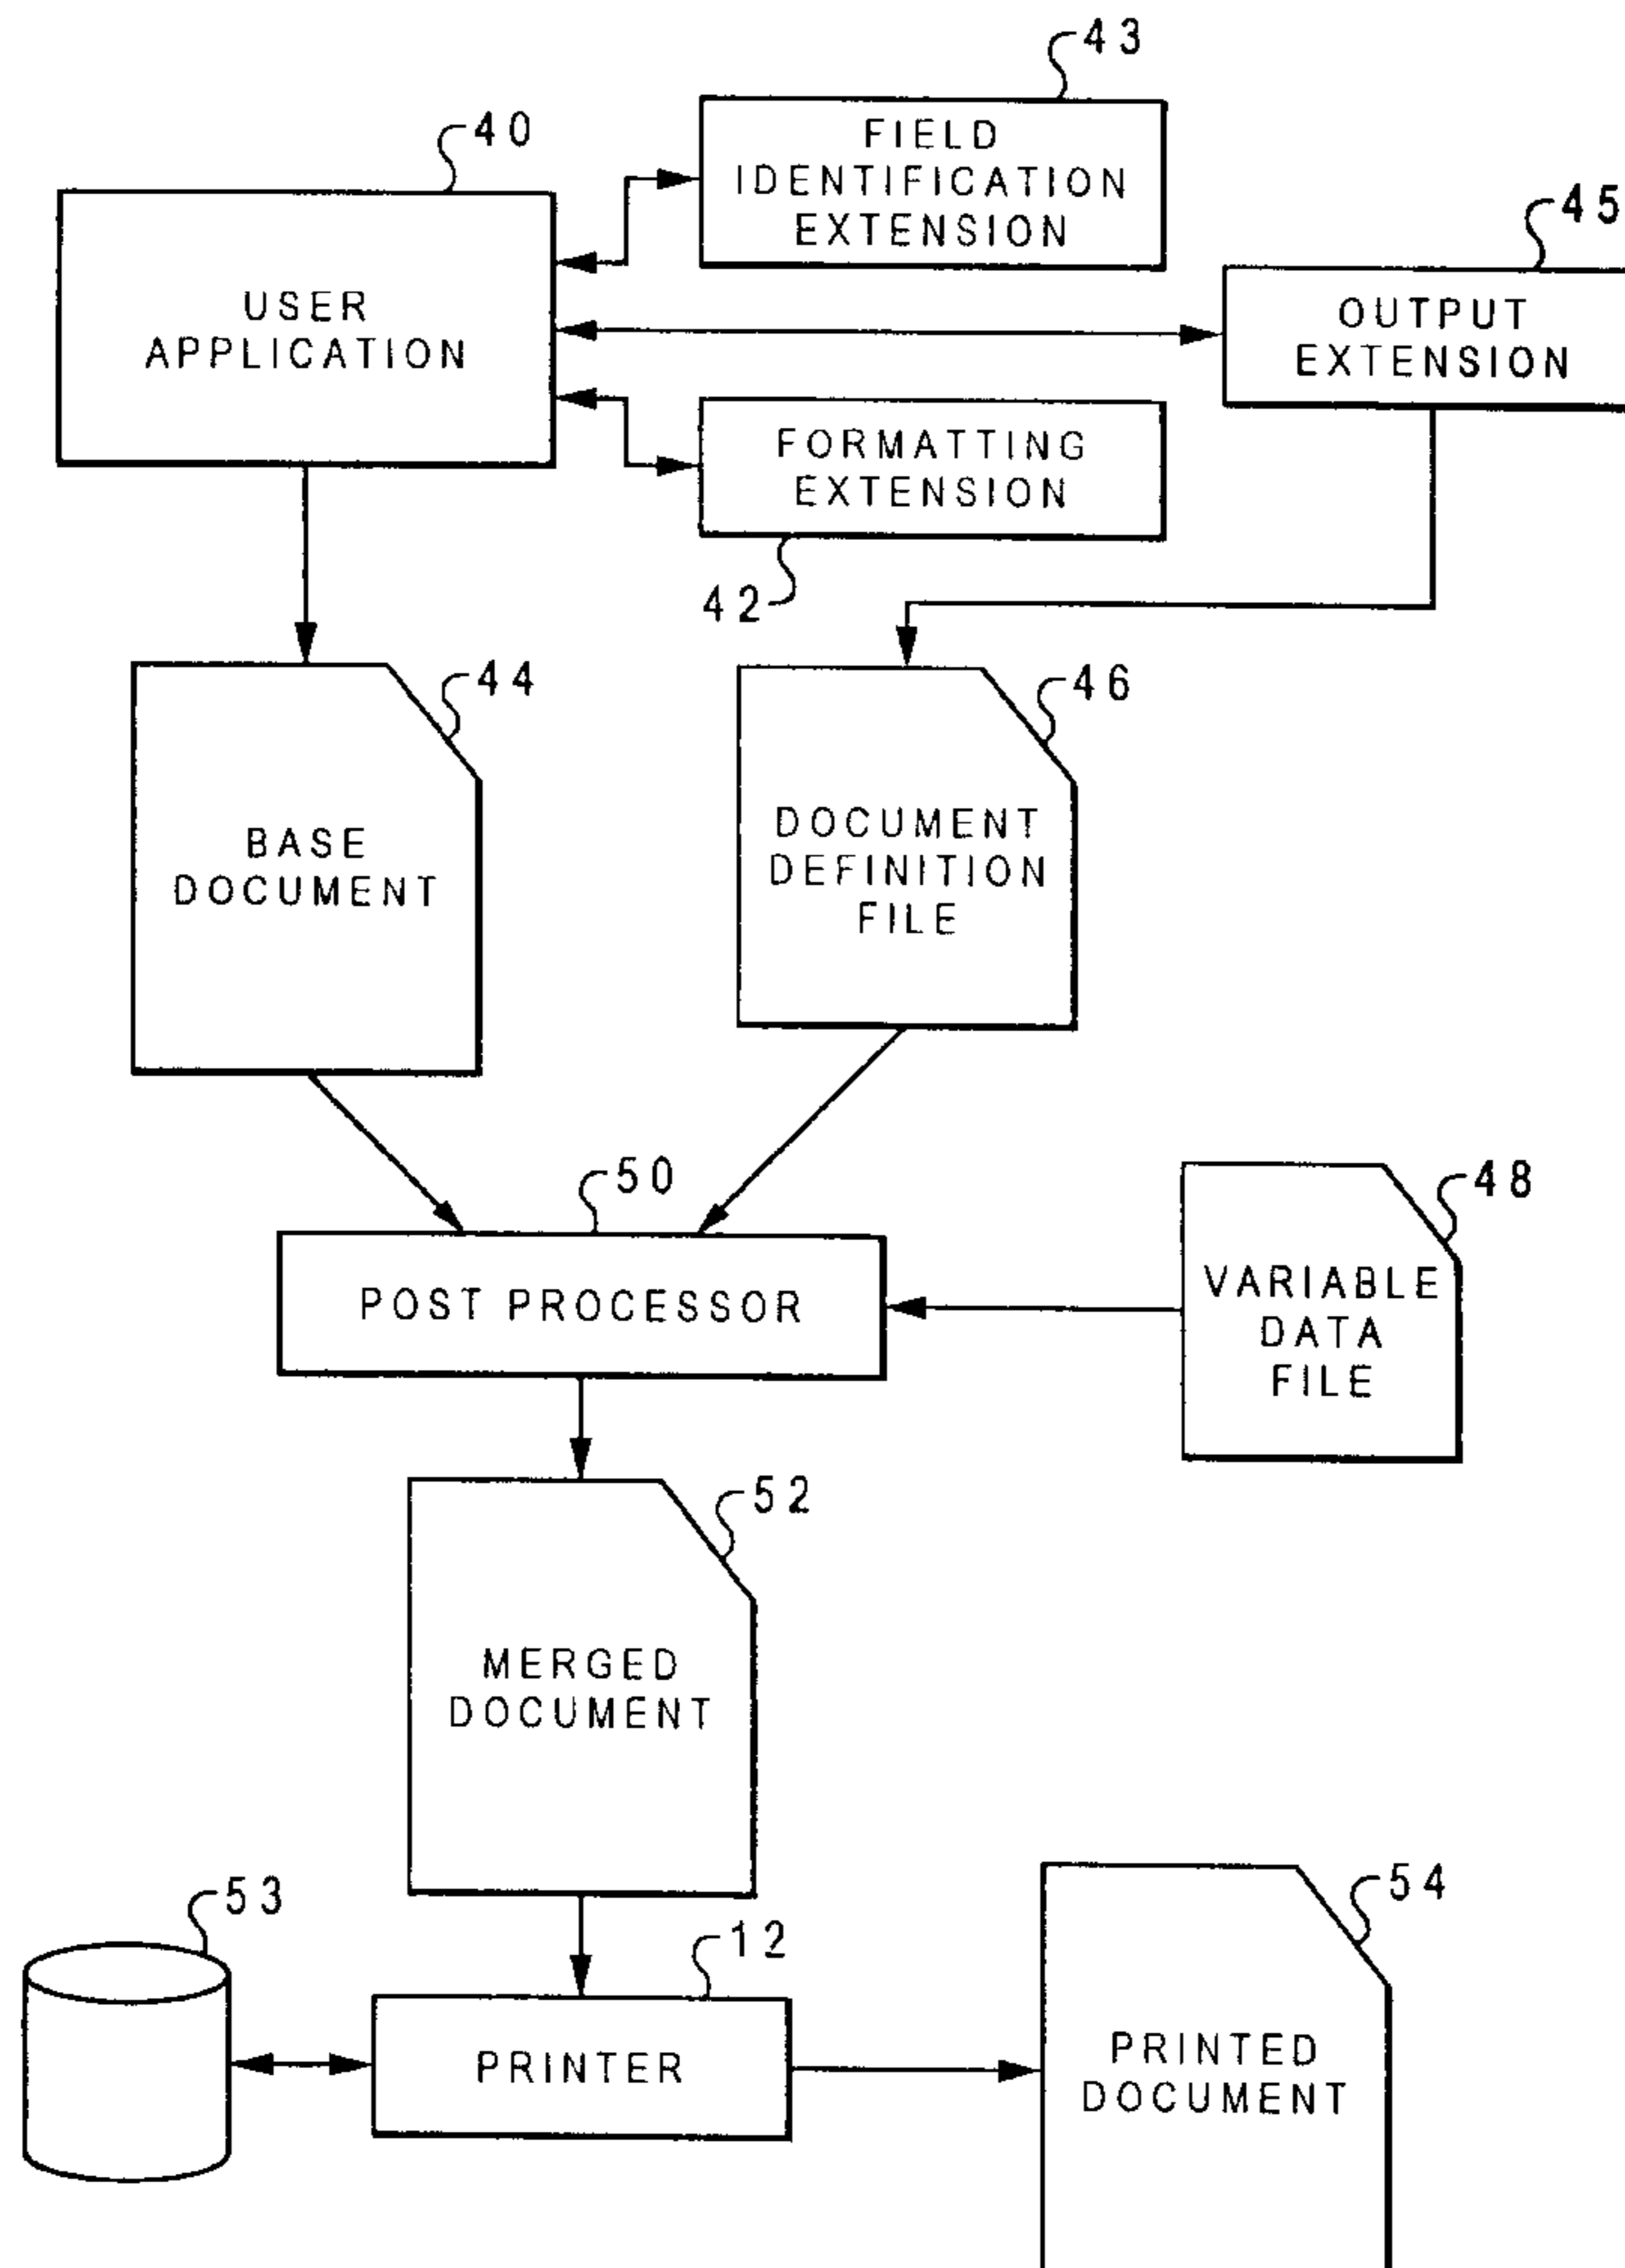 43
40
FIELD
IDENTIFICATION
EXTENSION
45
USER
APPLICATION
OUTPUT
EXTENSION
FORMATTING
EXTENSION
42
44
46
BASE
DOCUMENT
DOCUMENT
DEFINITION
FILE
50
48
POST PROCESSOR
VARIABLE
DATA
FILE
52
MERGED
DOCUMENT
53
12
54
PRINTER
PRINTED
DOCUMENT